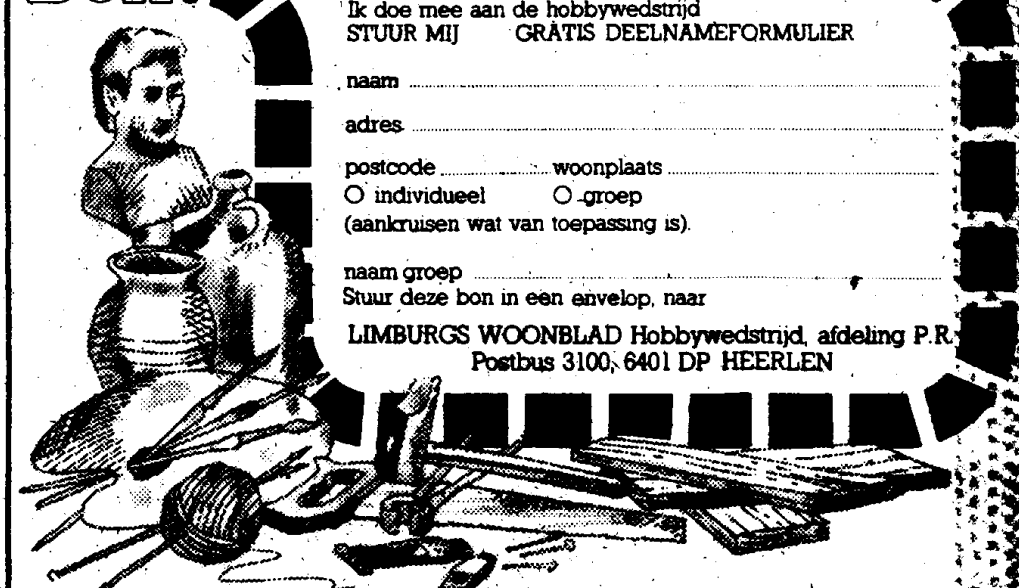 Ik doe mee aan de hobbywedstrijd
STUUR MIJ GRATIS DEELNAMEFORMULIER
naam
adres
postcode woonplaats
O individueel O groep
(aankruisen wat van toepassing is).
naam groep
Stuur deze bon in een envelop, naar
LIMBURGS WOONBLAD Hobbywedstrijd, afdeling P.R.
Postbus 3100, 6401 DP HEERLEN